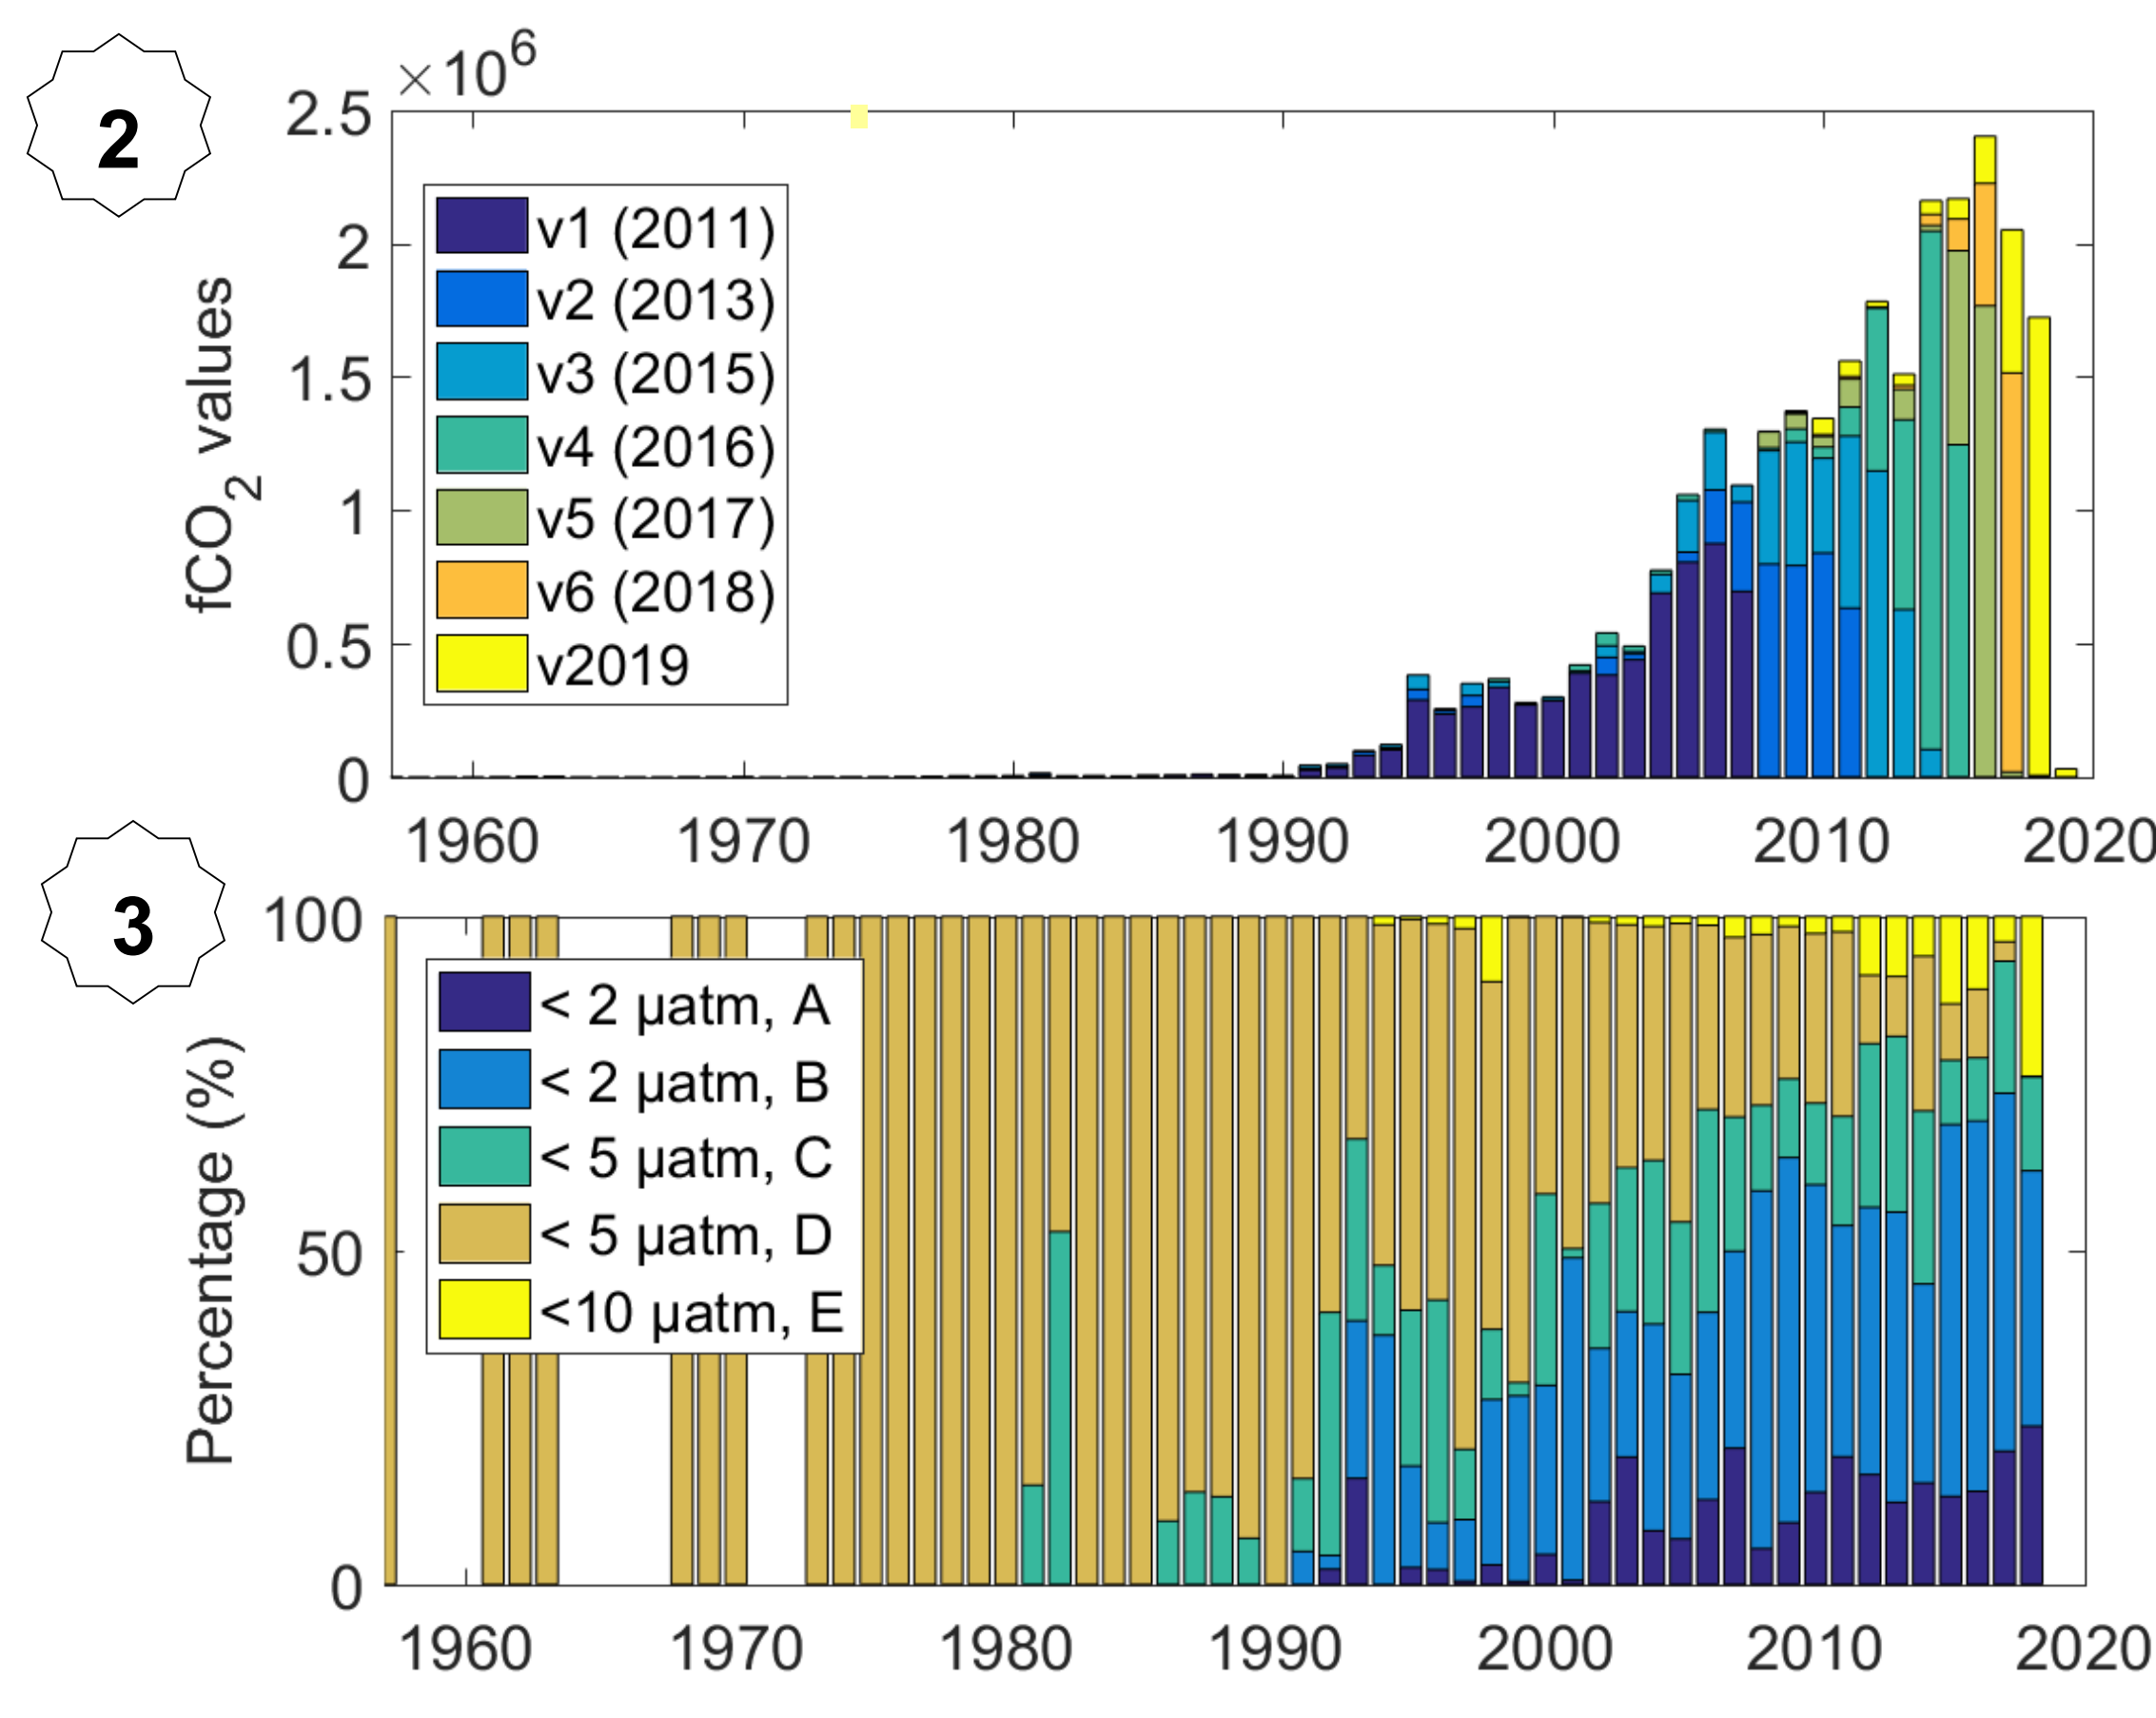 2
×10⁶
2.5
2
1.5
1
0.5
0
fCO₂ values
v1 (2011)
v2 (2013)
v3 (2015)
v4 (2016)
v5 (2017)
v6 (2018)
v2019
1960 1970 1980 1990 2000 2010 2020
3
100
50
0
Percentage (%)
< 2 µatm, A
< 2 µatm, B
< 5 µatm, C
< 5 µatm, D
<10 µatm, E
1960 1970 1980 1990 2000 2010 2020